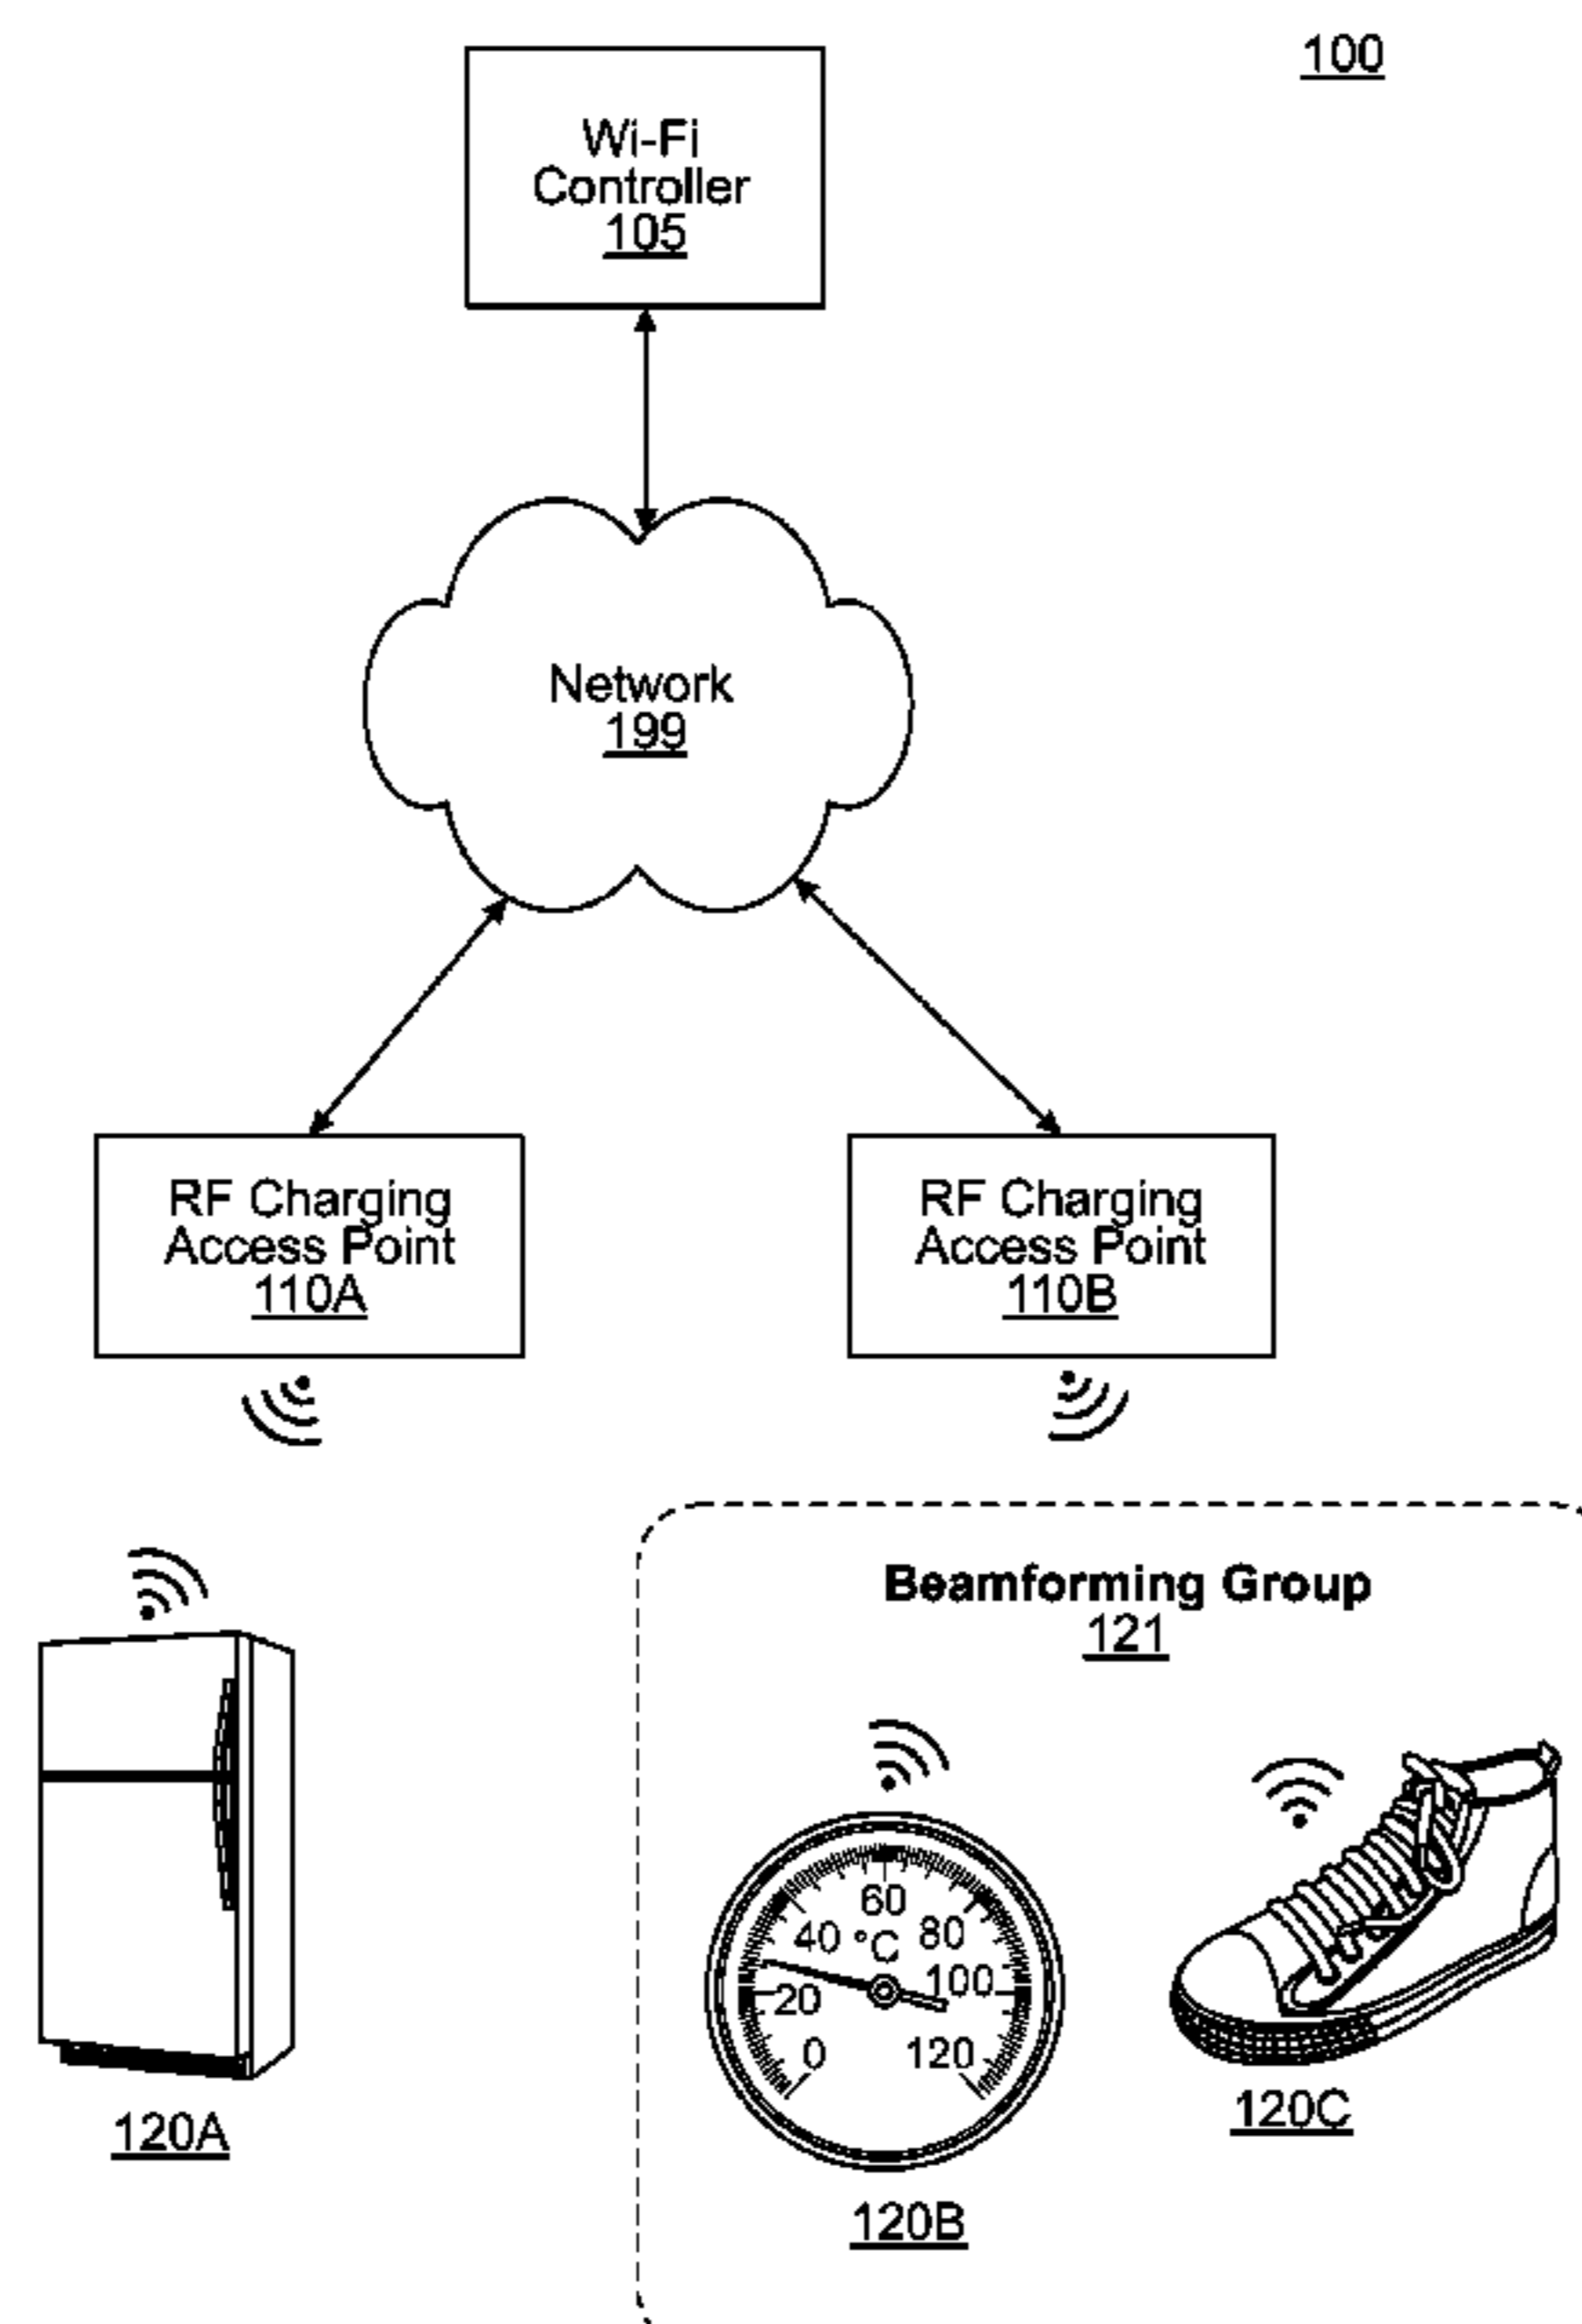 100
Wi-Fi
Controller
105
Network
199
RF Charging
Access Point
110A
RF Charging
Access Point
110B
Beamforming Group
121
60
40 °C 80
20 100
0 120
120A
120B
120C